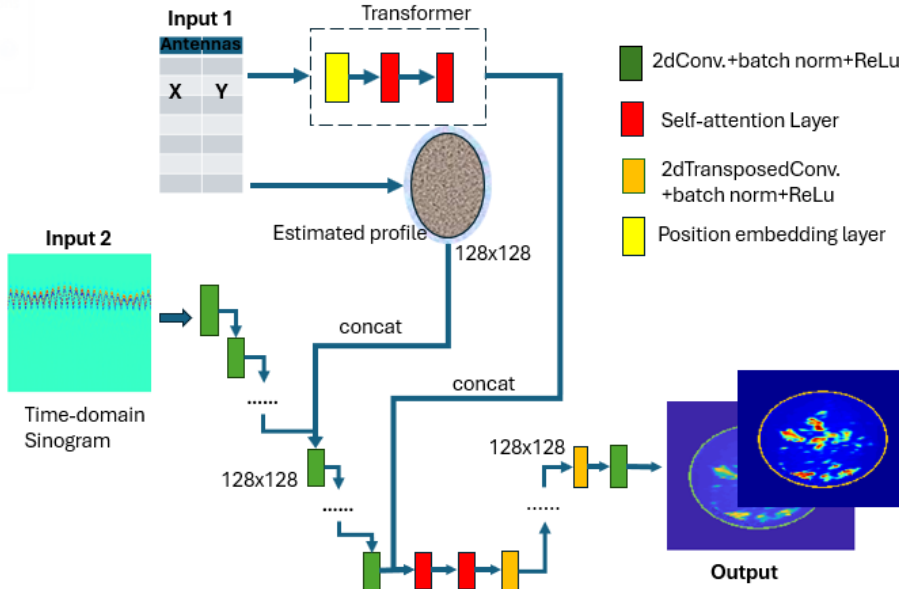 Input 1
Antennas
X Y
Transformer
2dConv.+batch norm+ReLu
Self-attention Layer
2dTransposedConv.
+batch norm+ReLu
Position embedding layer
Estimated profile
128x128
Input 2
concat
concat
......
Time-domain
Sinogram
128x128
128x128
......
......
Output